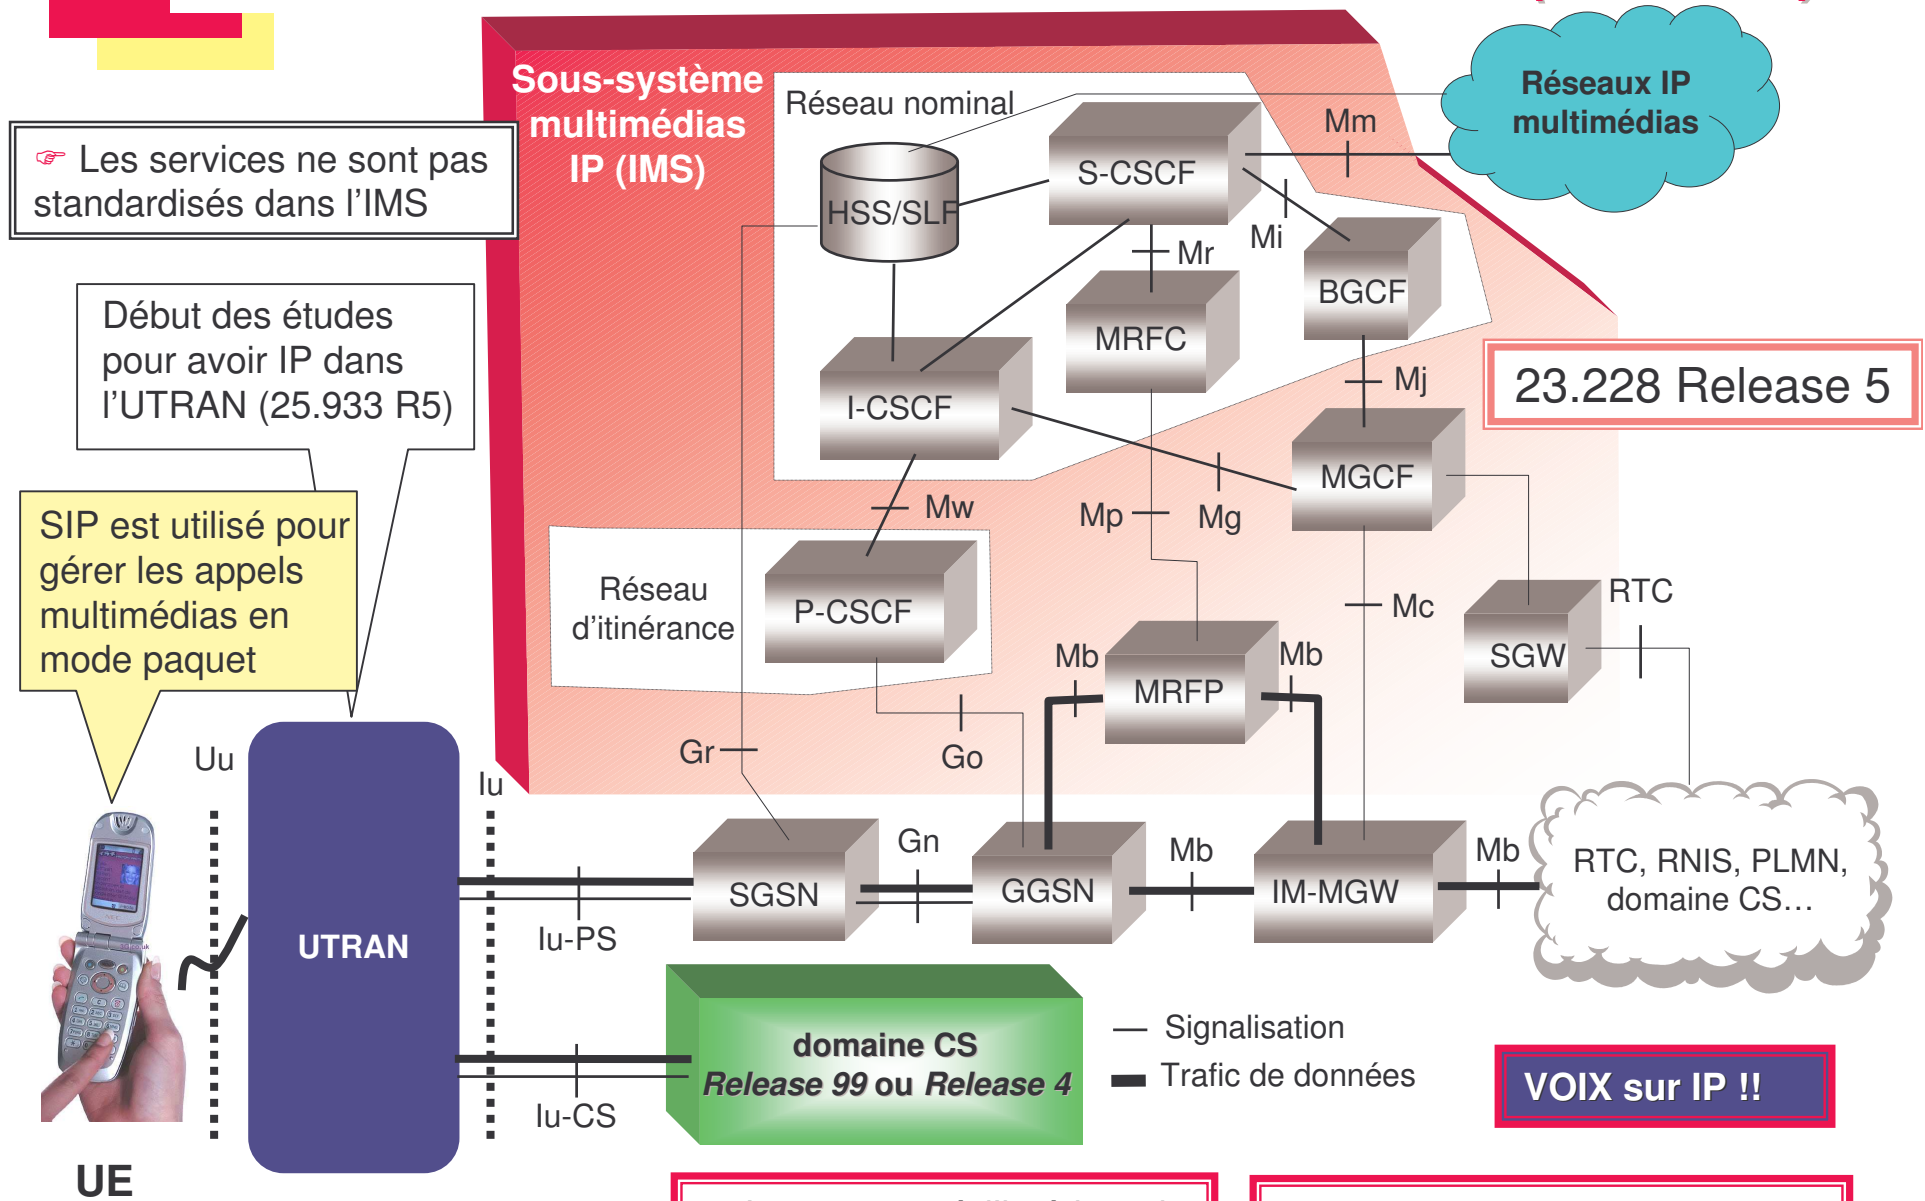 Sous-système
multimédias
IP (IMS)
Réseau nominal
Réseaux IP
multimédias
☞ Les services ne sont pas
standardisés dans l'IMS
Mm
S-CSCF
HSS/SLF
Mi
Mr
BGCF
MRFC
Début des études
pour avoir IP dans
l'UTRAN (25.933 R5)
23.228 Release 5
Mj
I-CSCF
MGCF
Mw
Mp
Mg
SIP est utilisé pour
gérer les appels
multimédias en
mode paquet
Réseau
d'itinérance
P-CSCF
Mc
RTC
SGW
Mb
Mb
MRFP
Gr
Go
Uu
Iu
Gn
Mb
Mb
RTC, RNIS, PLMN,
domaine CS…
SGSN
GGSN
IM-MGW
UTRAN
Iu-PS
domaine CS
Release 99 ou Release 4
Signalisation
Trafic de données
VOIX sur IP !!
Iu-CS
UE